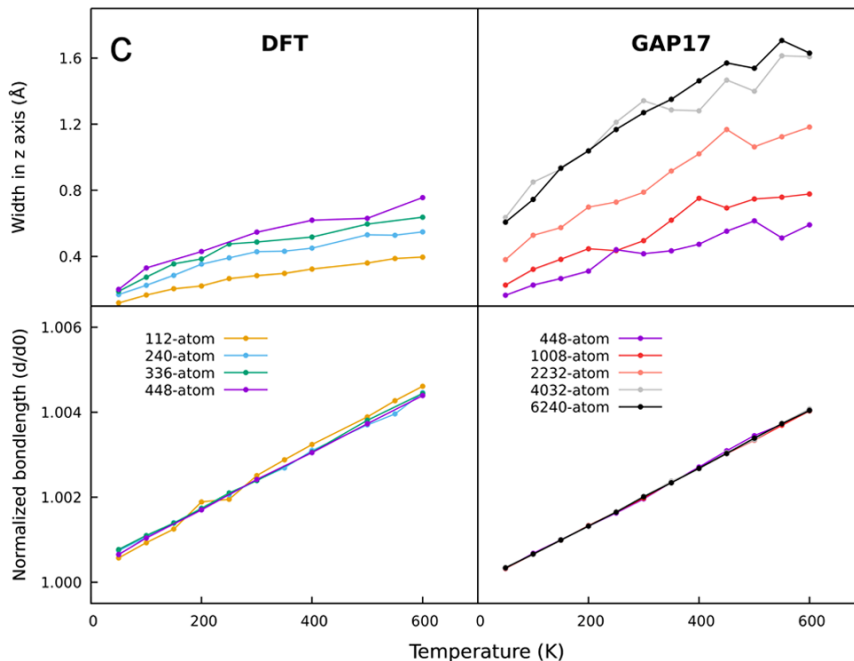 C
DFT
GAP17
Width in z axis (Å)
1.6
1.2
0.8
0.4
Normalized bondlength (d/d0)
1.006
1.004
1.002
1.000
112-atom
240-atom
336-atom
448-atom
448-atom
1008-atom
2232-atom
4032-atom
6240-atom
0 200 400 600 0 200 400 600
Temperature (K)